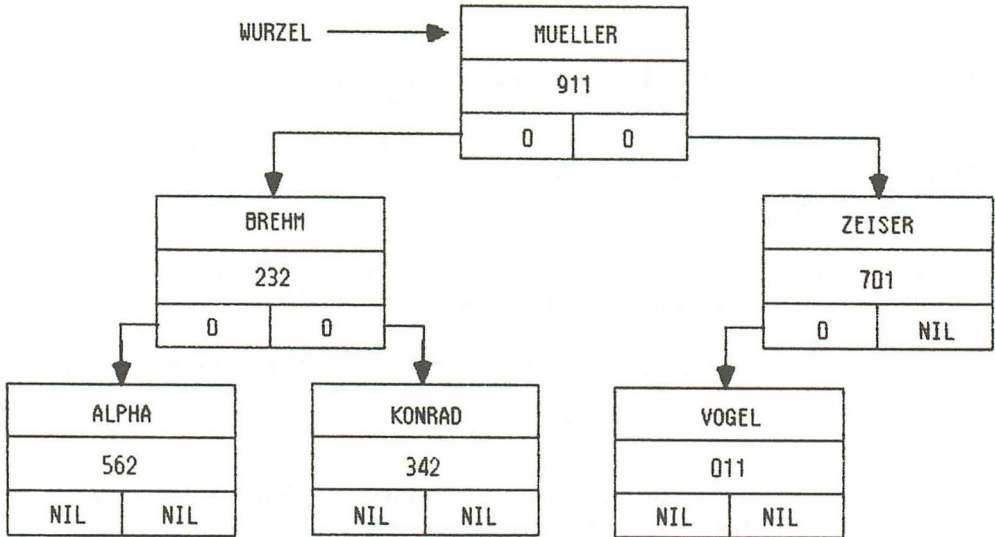 WURZEL
MUELLER
911
0 0
BREHM
232
0 0
ZEISER
701
0 NIL
ALPHA
562
NIL NIL
KONRAD
342
NIL NIL
VOGEL
011
NIL NIL